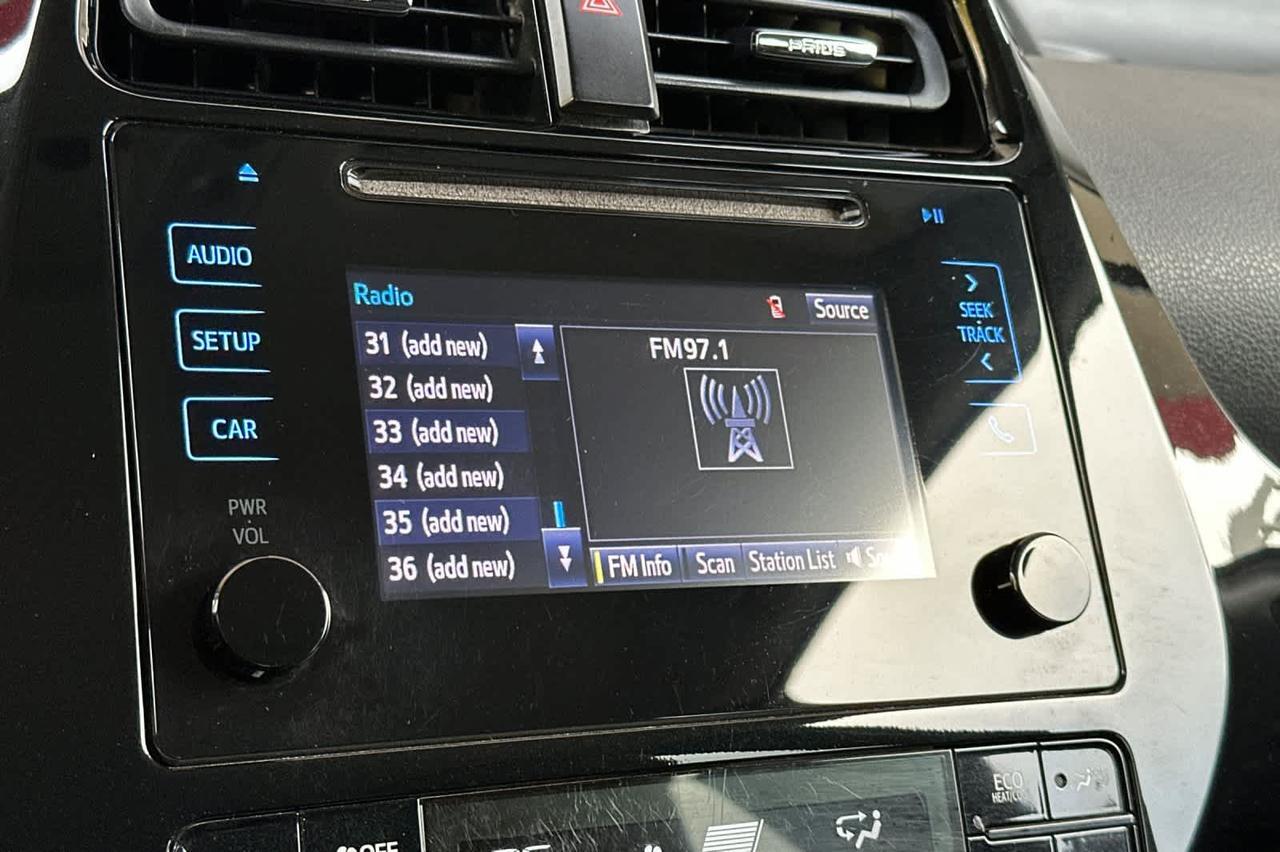 PRIUS
AUDIO
SETUP
CAR
PWR
VOL
Radio
Source
31 (add new)
32 (add new)
33 (add new)
34 (add new)
35 (add new)
36 (add new)
FM97.1
FM Info
Scan
Station List
SEEK
TRACK
OFF
ECO